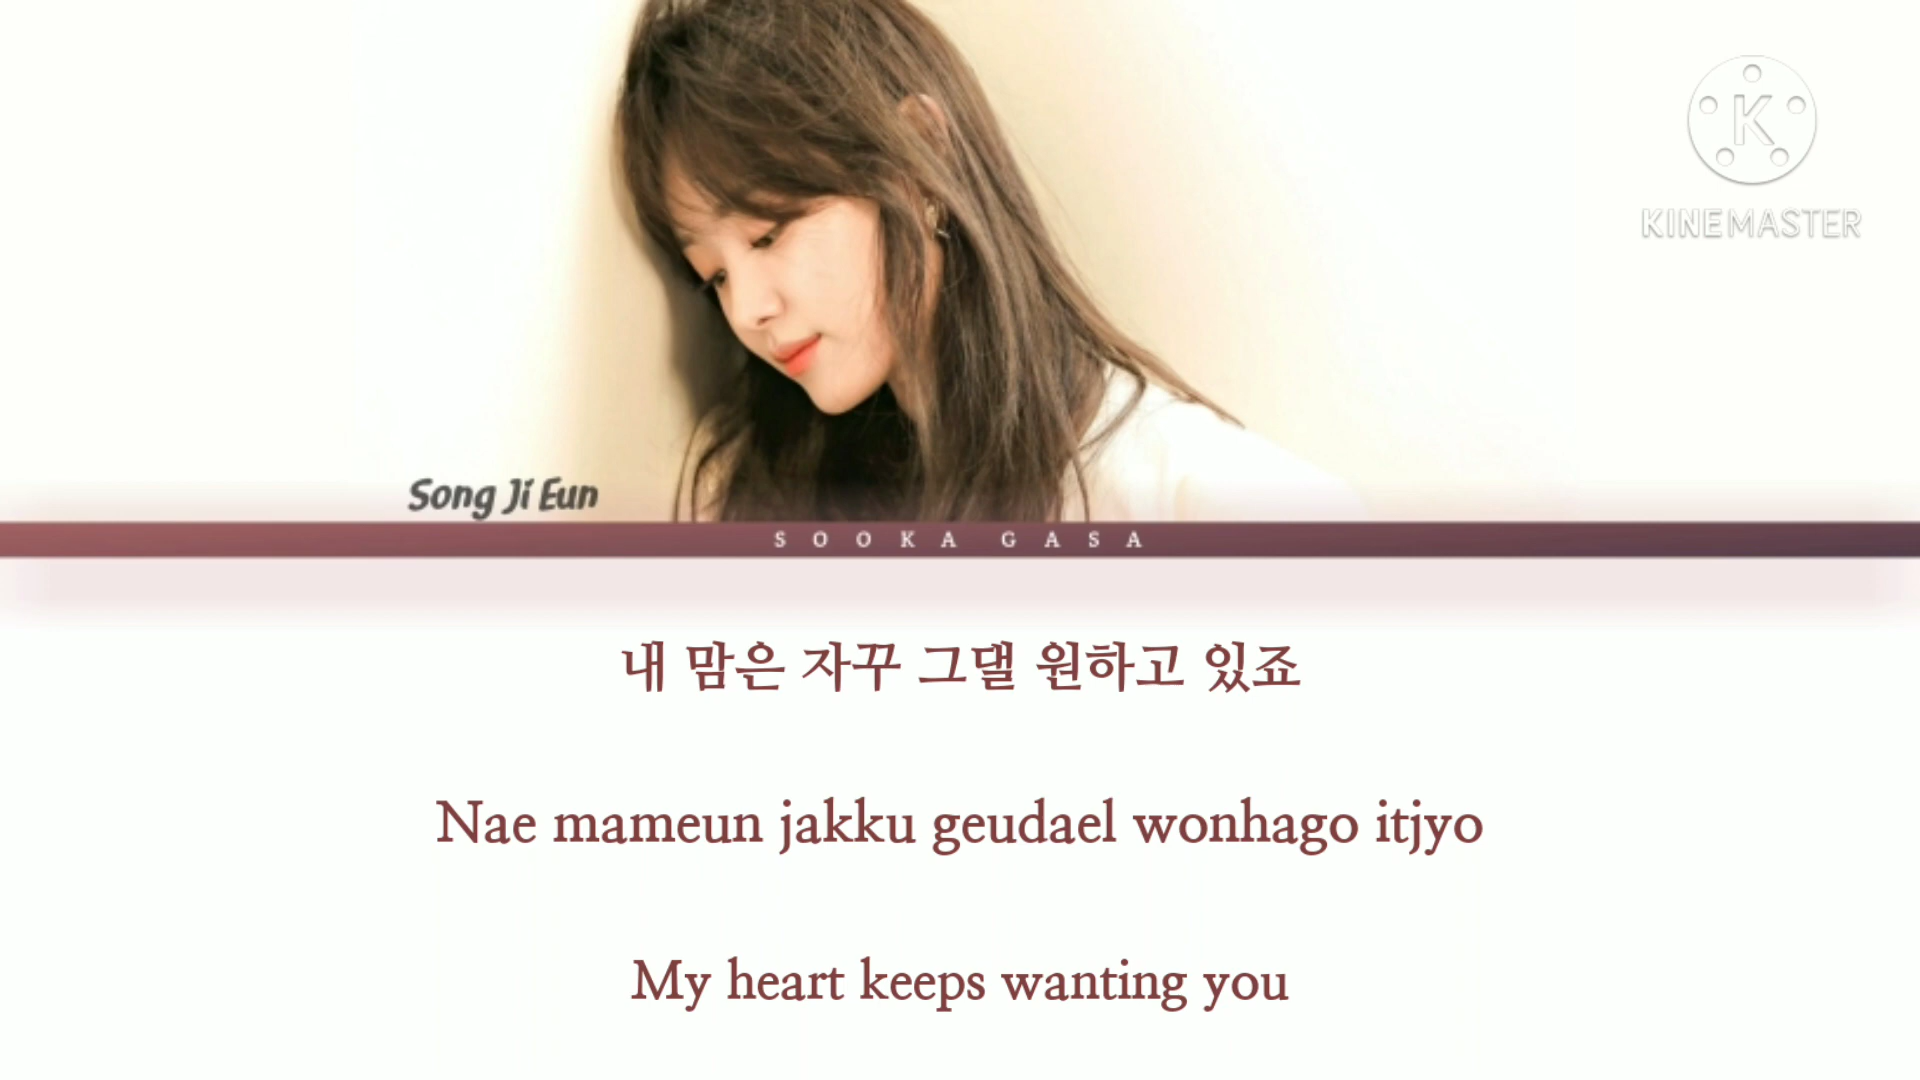 K
KINEMASTER
Song Ji Eun
SOOKA GASA
내 맘은 자꾸 그댈 원하고 있죠
Nae mameun jakku geudael wonhago itjyo
My heart keeps wanting you